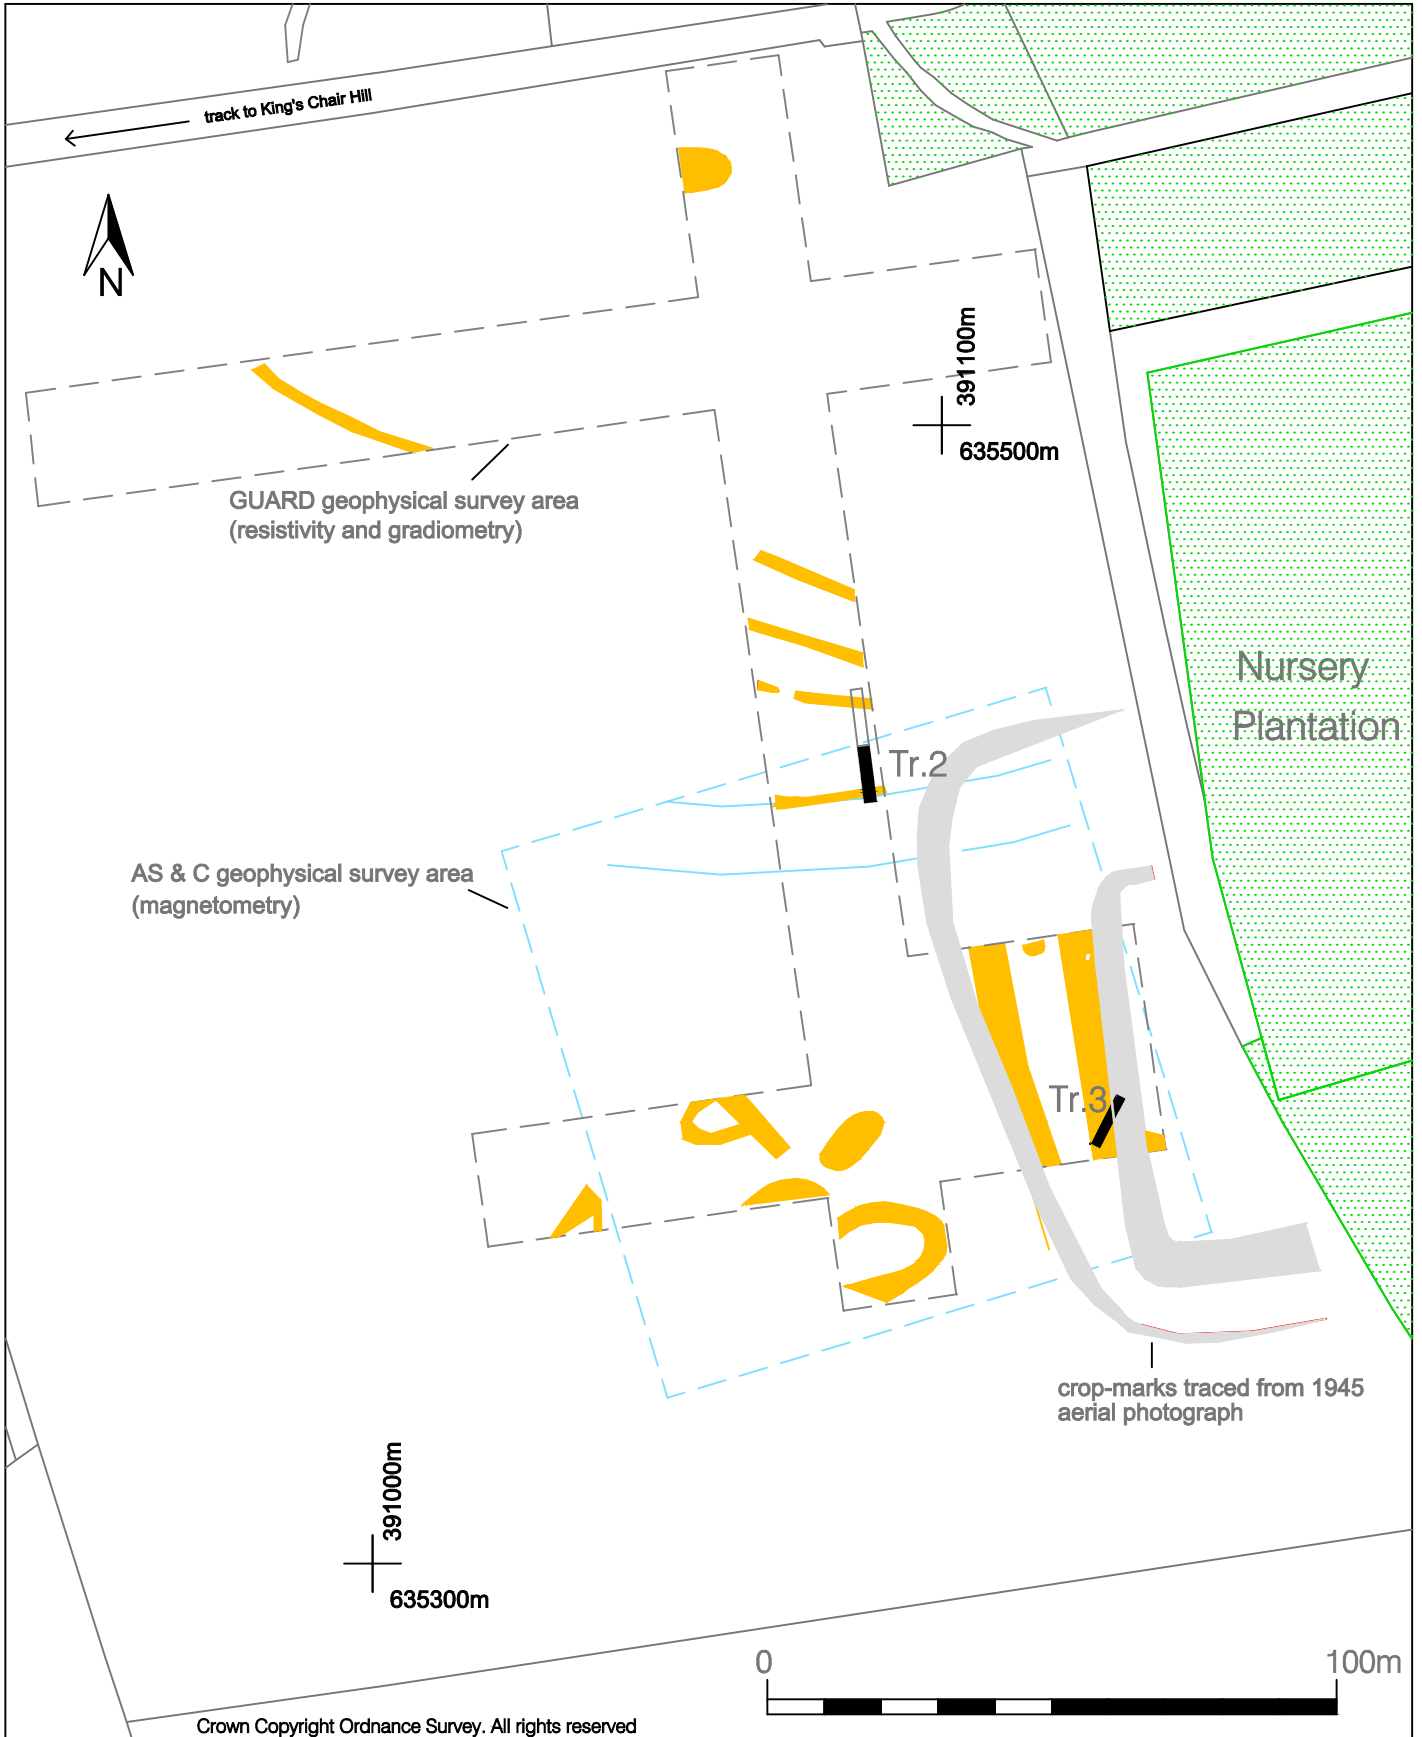 track to King's Chair Hill
N
391100m
635500m
GUARD geophysical survey area
(resistivity and gradiometry)
Nursery
Plantation
Tr.2
AS & C geophysical survey area
(magnetometry)
Tr.3
crop-marks traced from 1945
aerial photograph
391000m
635300m
0 100m
Crown Copyright Ordnance Survey. All rights reserved